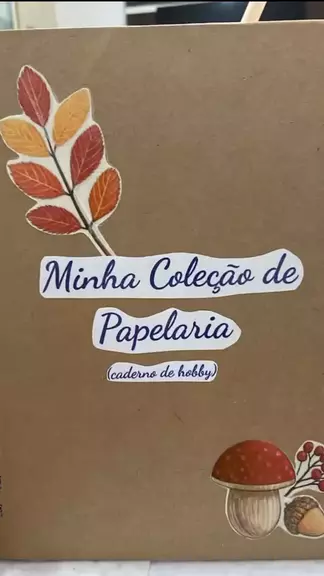 Minha Coleção de
Papelaria
(caderno de hobby)